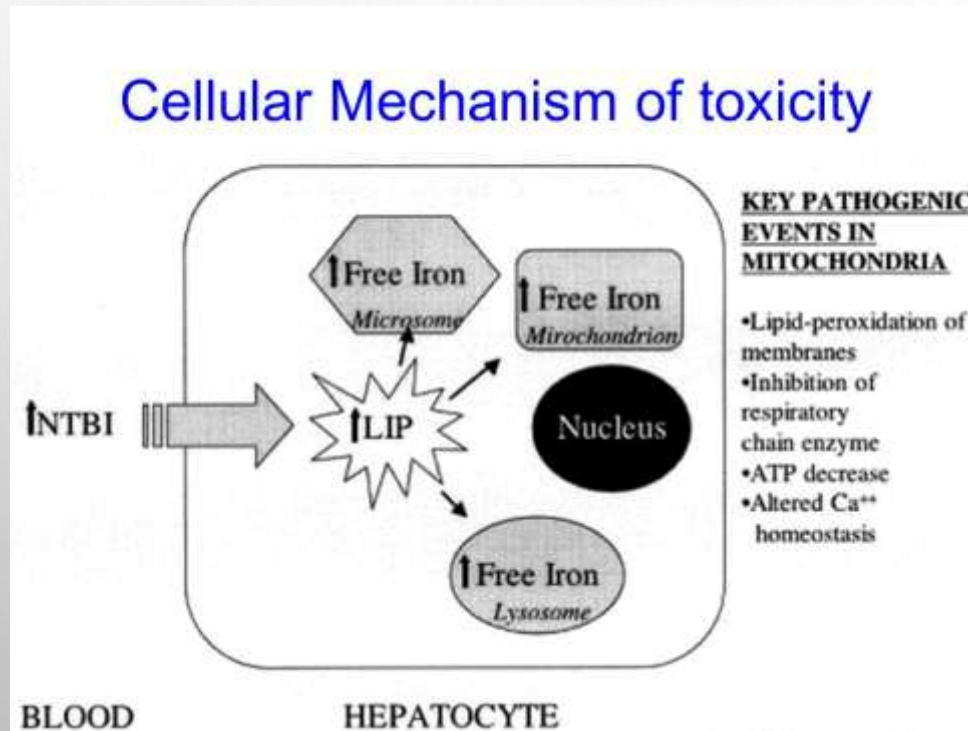 Cellular Mechanism of toxicity
KEY PATHOGENIC
EVENTS IN
MITOCHONDRIA
•Lipid-peroxidation of
membranes
•Inhibition of
respiratory
chain enzyme
•ATP decrease
•Altered Ca⁺⁺
homeostasis
↑Free Iron
Microsome
↑Free Iron
Mirochondrion
↑NTBI
↑LIP
Nucleus
↑Free Iron
Lysosome
BLOOD
HEPATOCYTE